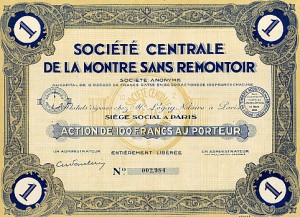 1 1
SOCIÉTÉ CENTRALE
DE LA MONTRE SANS REMONTOIR
SOCIÉTÉ ANONYME
SIÈGE SOCIAL A PARIS
ACTION DE 100 FRANCS AU PORTEUR
UN ADMINISTRATEUR ENTIÈREMENT LIBÉRÉE UN ADMINISTRATEUR
No 002,984
1 1